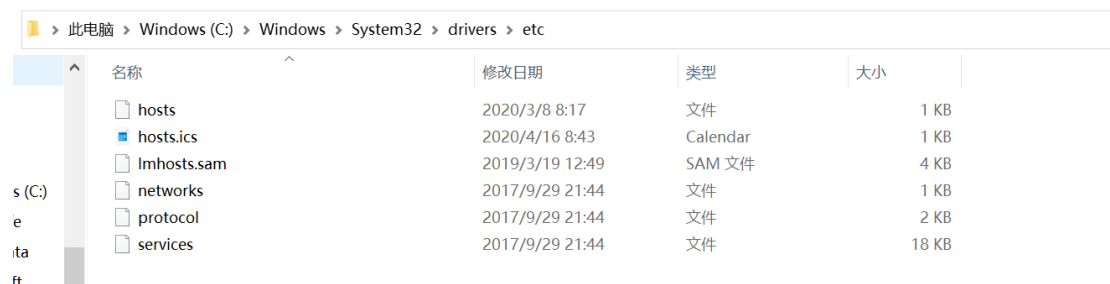 此电脑 > Windows (C:) > Windows > System32 > drivers > etc
名称 修改日期 类型 大小
hosts 2020/3/8 8:17 文件 1 KB
hosts.ics 2020/4/16 8:43 Calendar 1 KB
lmhosts.sam 2019/3/19 12:49 SAM 文件 4 KB
s (C:) networks 2017/9/29 21:44 文件 1 KB
protocol 2017/9/29 21:44 文件 2 KB
services 2017/9/29 21:44 文件 18 KB